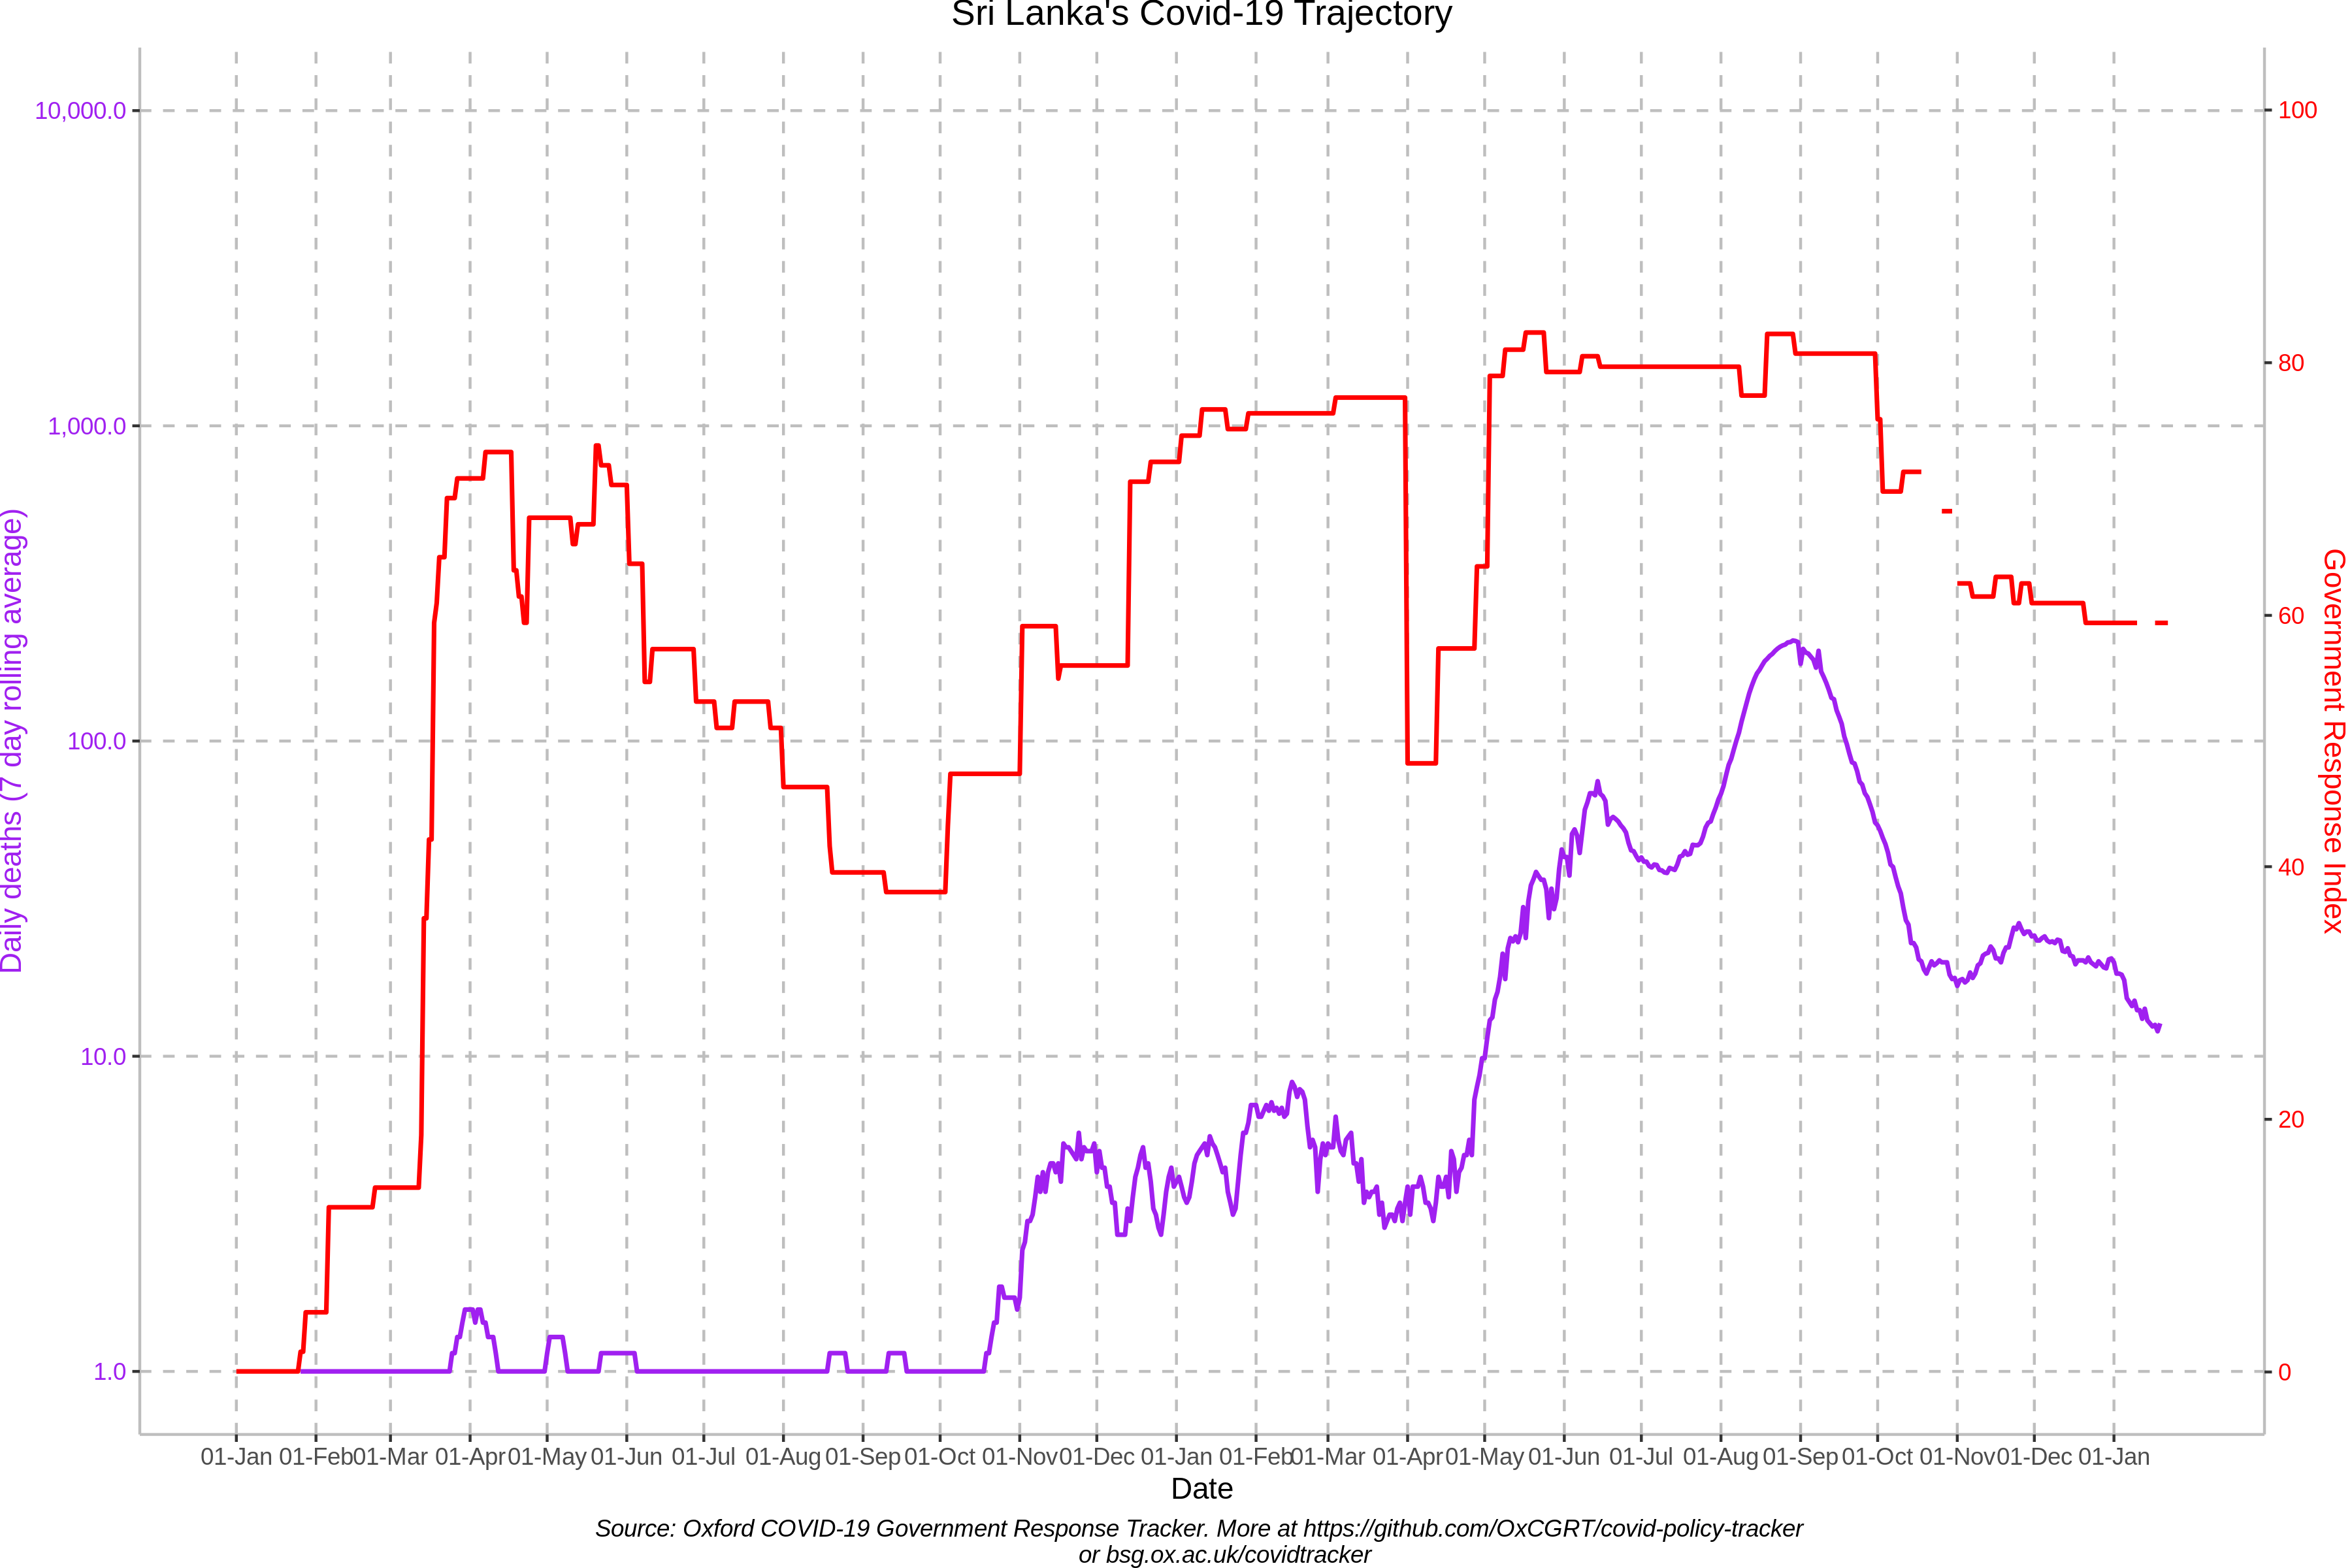 Sri Lanka's Covid-19 Trajectory
10,000.0
1,000.0
100.0
10.0
1.0
Daily deaths (7 day rolling average)
100
80
60
40
20
0
Government Response Index
01-Jan 01-Feb 01-Mar 01-Apr 01-May 01-Jun 01-Jul 01-Aug 01-Sep 01-Oct 01-Nov 01-Dec 01-Jan 01-Feb 01-Mar 01-Apr 01-May 01-Jun 01-Jul 01-Aug 01-Sep 01-Oct 01-Nov 01-Dec 01-Jan
Date
Source: Oxford COVID-19 Government Response Tracker. More at https://github.com/OxCGRT/covid-policy-tracker
or bsg.ox.ac.uk/covidtracker